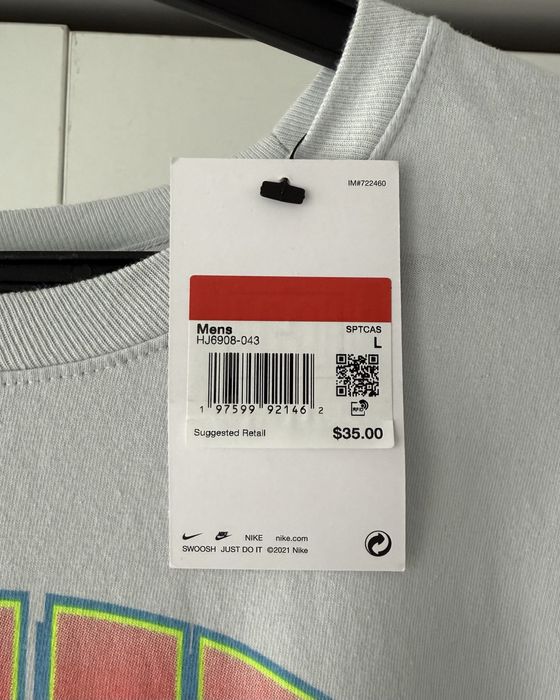 IM#722460
Mens SPTCAS
HJ6908-043 L
1 97599 92146 2
RFID
Suggested Retail $35.00
NIKE nike.com
SWOOSH JUST DO IT ©2021 Nike